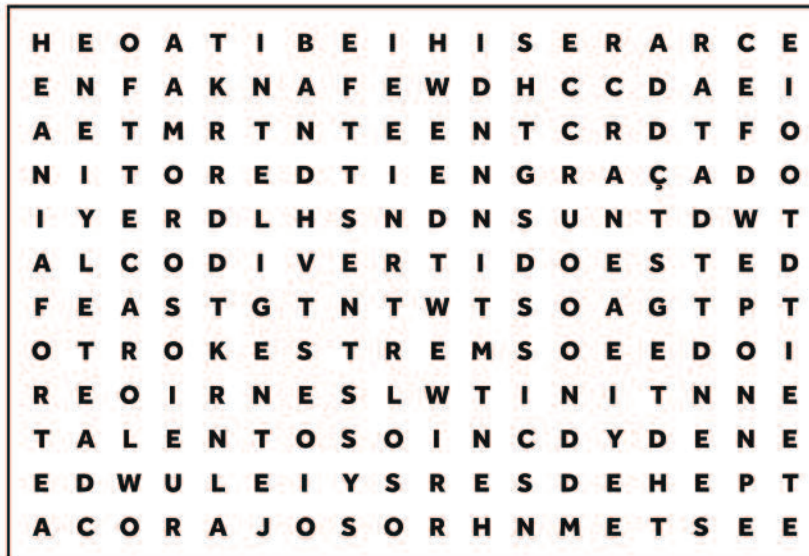 H E O A T I B E I H I S E R A R C E
E N F A K N A F E W D H C C D A E I
A E T M R T N T E E N T C R D T F O
N I T O R E D T I E N G R A Ç A D O
I Y E R D L H S N D N S U N T D W T
A L C O D I V E R T I D O E S T E D
F E A S T G T N T W T S O A G T P T
O T R O K E S T R E M S O E E D O I
R E O I R N E S L W T I N I T N N E
T A L E N T O S O I N C D Y D E N E
E D W U L E I Y S R E S D E H E P T
A C O R A J O S O R H N M E T S E E